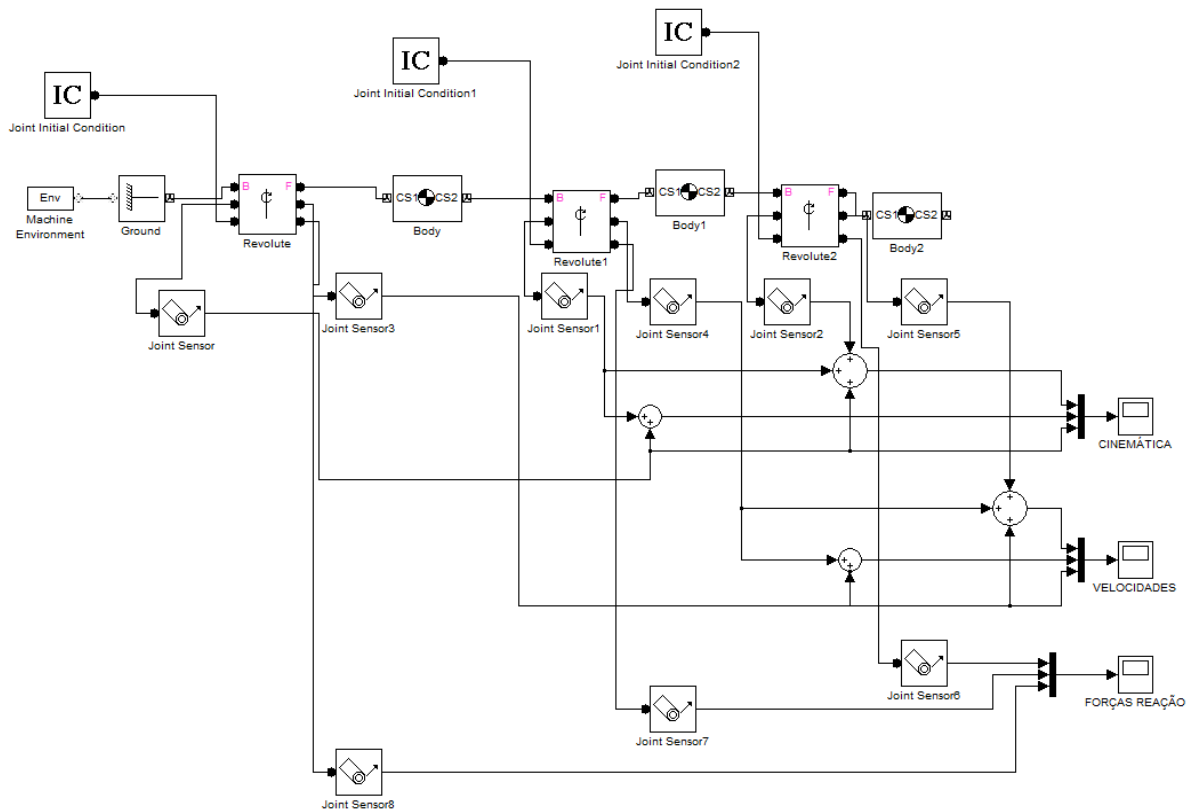 IC
Joint Initial Condition2
IC
Joint Initial Condition1
IC
Joint Initial Condition
Env
Machine
Environment
Ground
B F
Revolute
CS1 CS2
Body
B F
Revolute1
CS1 CS2
Body1
B F
Revolute2
CS1 CS2
Body2
Joint Sensor
Joint Sensor3
Joint Sensor1
Joint Sensor4
Joint Sensor2
Joint Sensor5
+
+
+
+
+
CINEMÁTICA
+
+
+
+
+
VELOCIDADES
Joint Sensor6
FORÇAS REAÇÃO
Joint Sensor7
Joint Sensor8